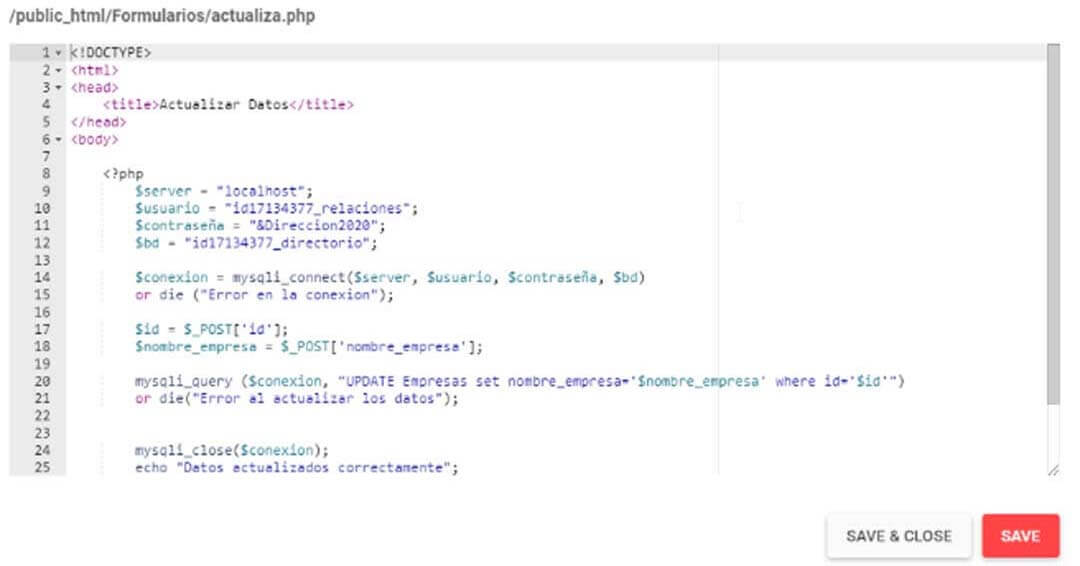 /public_html/Formularios/actualiza.php
1 <!DOCTYPE>
2 <html>
3 <head>
4 <title>Actualizar Datos</title>
5 </head>
6 <body>
7
8 <?php
9 $server = "localhost";
10 $usuario = "id17134377_relaciones";
11 $contraseña = "&Direccion2020";
12 $bd = "id17134377_directorio";
13
14 $conexion = mysqli_connect($server, $usuario, $contraseña, $bd)
15 or die ("Error en la conexion");
16
17 $id = $_POST['id'];
18 $nombre_empresa = $_POST['nombre_empresa'];
19
20 mysqli_query ($conexion, "UPDATE Empresas set nombre_empresa='$nombre_empresa' where id='$id'")
21 or die("Error al actualizar los datos");
22
23
24 mysqli_close($conexion);
25 echo "Datos actualizados correctamente";
SAVE & CLOSE SAVE